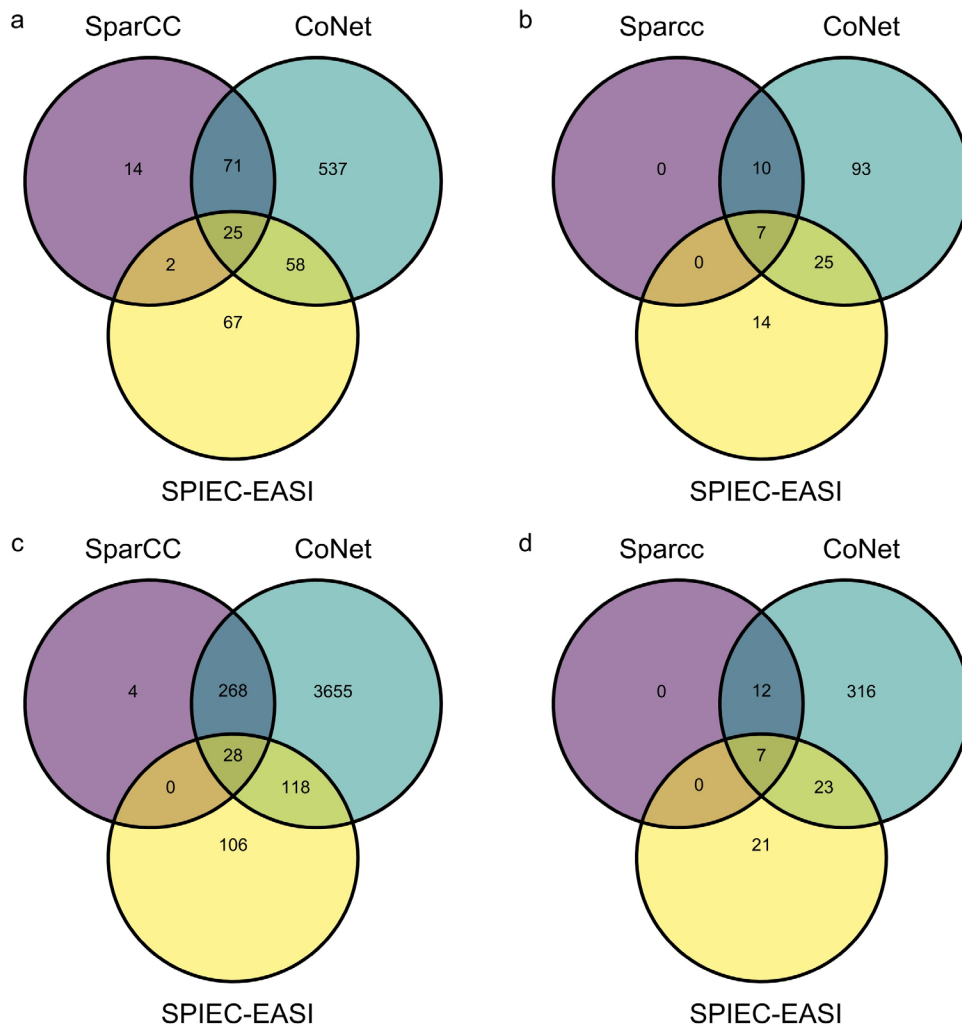 a
SparCC
CoNet
14
71
537
25
2
58
67
SPIEC-EASI
b
Sparcc
CoNet
0
10
93
7
0
25
14
SPIEC-EASI
c
SparCC
CoNet
4
268
3655
28
0
118
106
SPIEC-EASI
d
Sparcc
CoNet
0
12
316
7
0
23
21
SPIEC-EASI